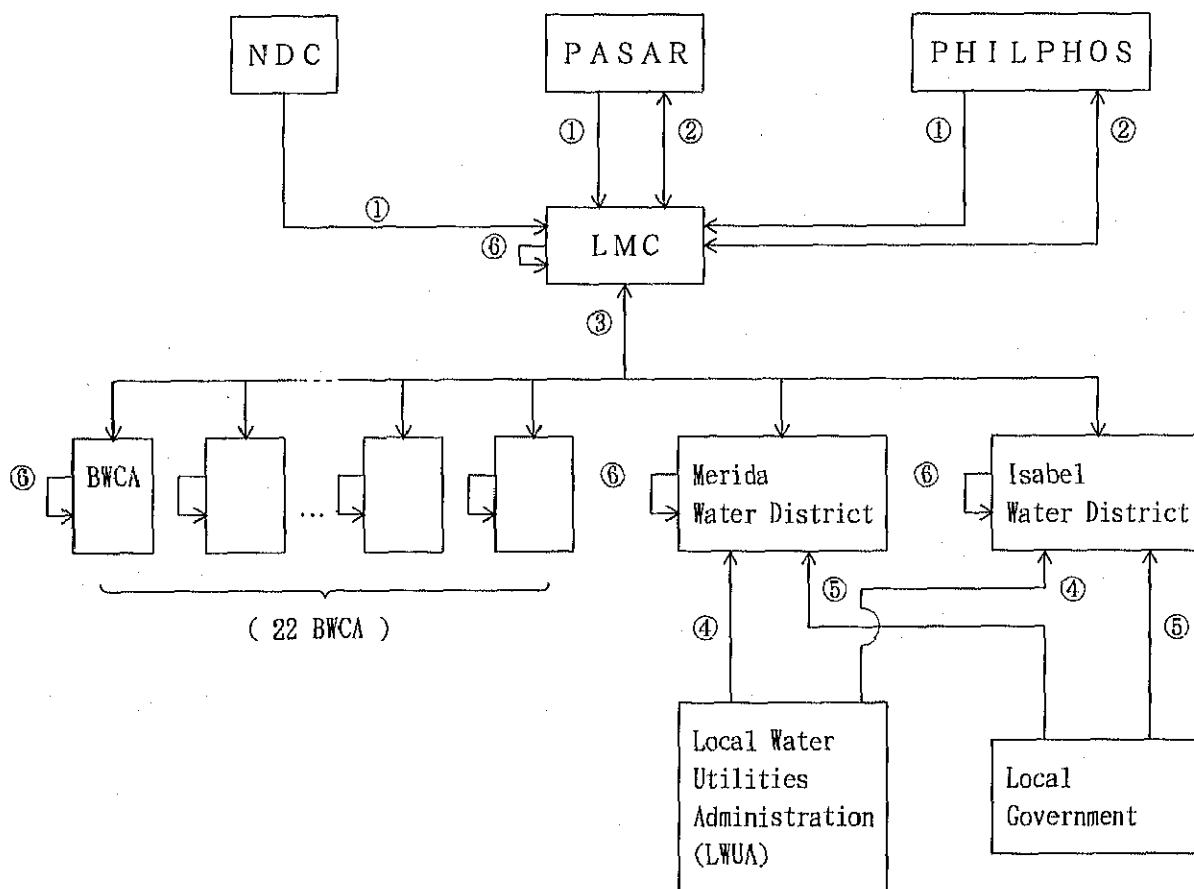 NDC
PASAR
PHILPHOS
①
②
①
②
①
⑥
LMC
③
⑥
BWCA
...
⑥
Merida
Water District
⑥
Isabel
Water District
( 22 BWCA )
④
⑤
④
⑤
Local Water
Utilities
Administration
(LWUA)
Local
Government